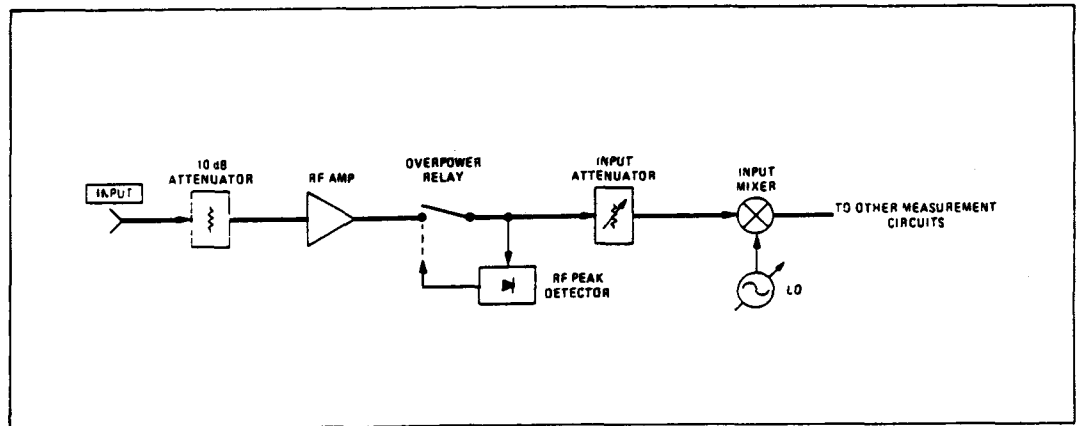 INPUT
10 dB
ATTENUATOR
RF AMP
OVERPOWER
RELAY
RF PEAK
DETECTOR
INPUT
ATTENUATOR
INPUT
MIXER
LO
TO OTHER MEASUREMENT
CIRCUITS